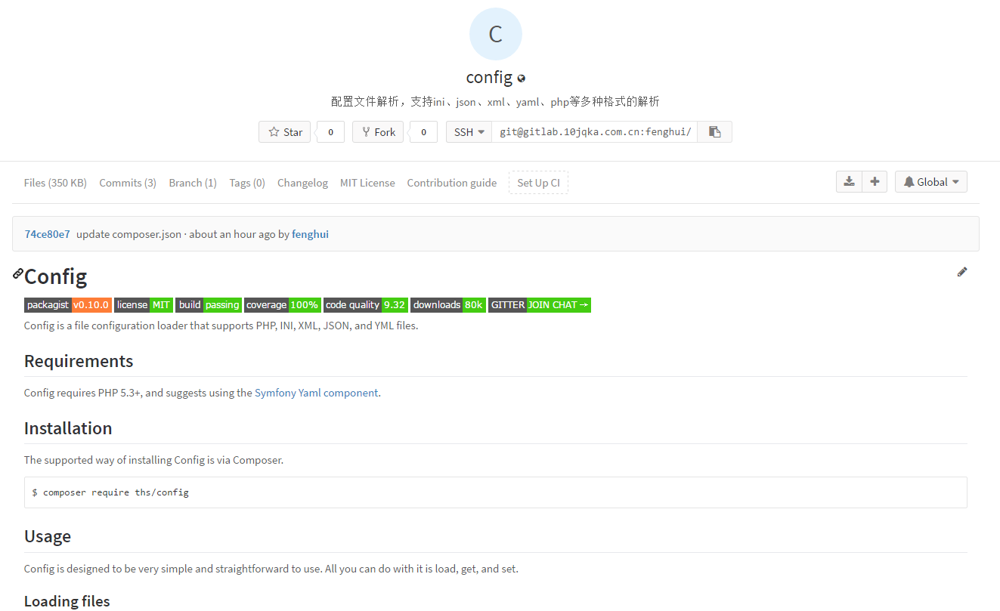 C
config
配置文件解析，支持ini、json、xml、yaml、php等多种格式的解析
Star 0 Fork 0 SSH git@gitlab.10jqka.com.cn:fenghui/
Files (350 KB) Commits (3) Branch (1) Tags (0) Changelog MIT License Contribution guide Set Up CI Global
74ce80e7 update composer.json · about an hour ago by fenghui
Config
packagist v0.10.0 license MIT build passing coverage 100% code quality 9.32 downloads 80k GITTER JOIN CHAT →
Config is a file configuration loader that supports PHP, INI, XML, JSON, and YML files.
Requirements
Config requires PHP 5.3+, and suggests using the Symfony Yaml component.
Installation
The supported way of installing Config is via Composer.
$ composer require ths/config
Usage
Config is designed to be very simple and straightforward to use. All you can do with it is load, get, and set.
Loading files